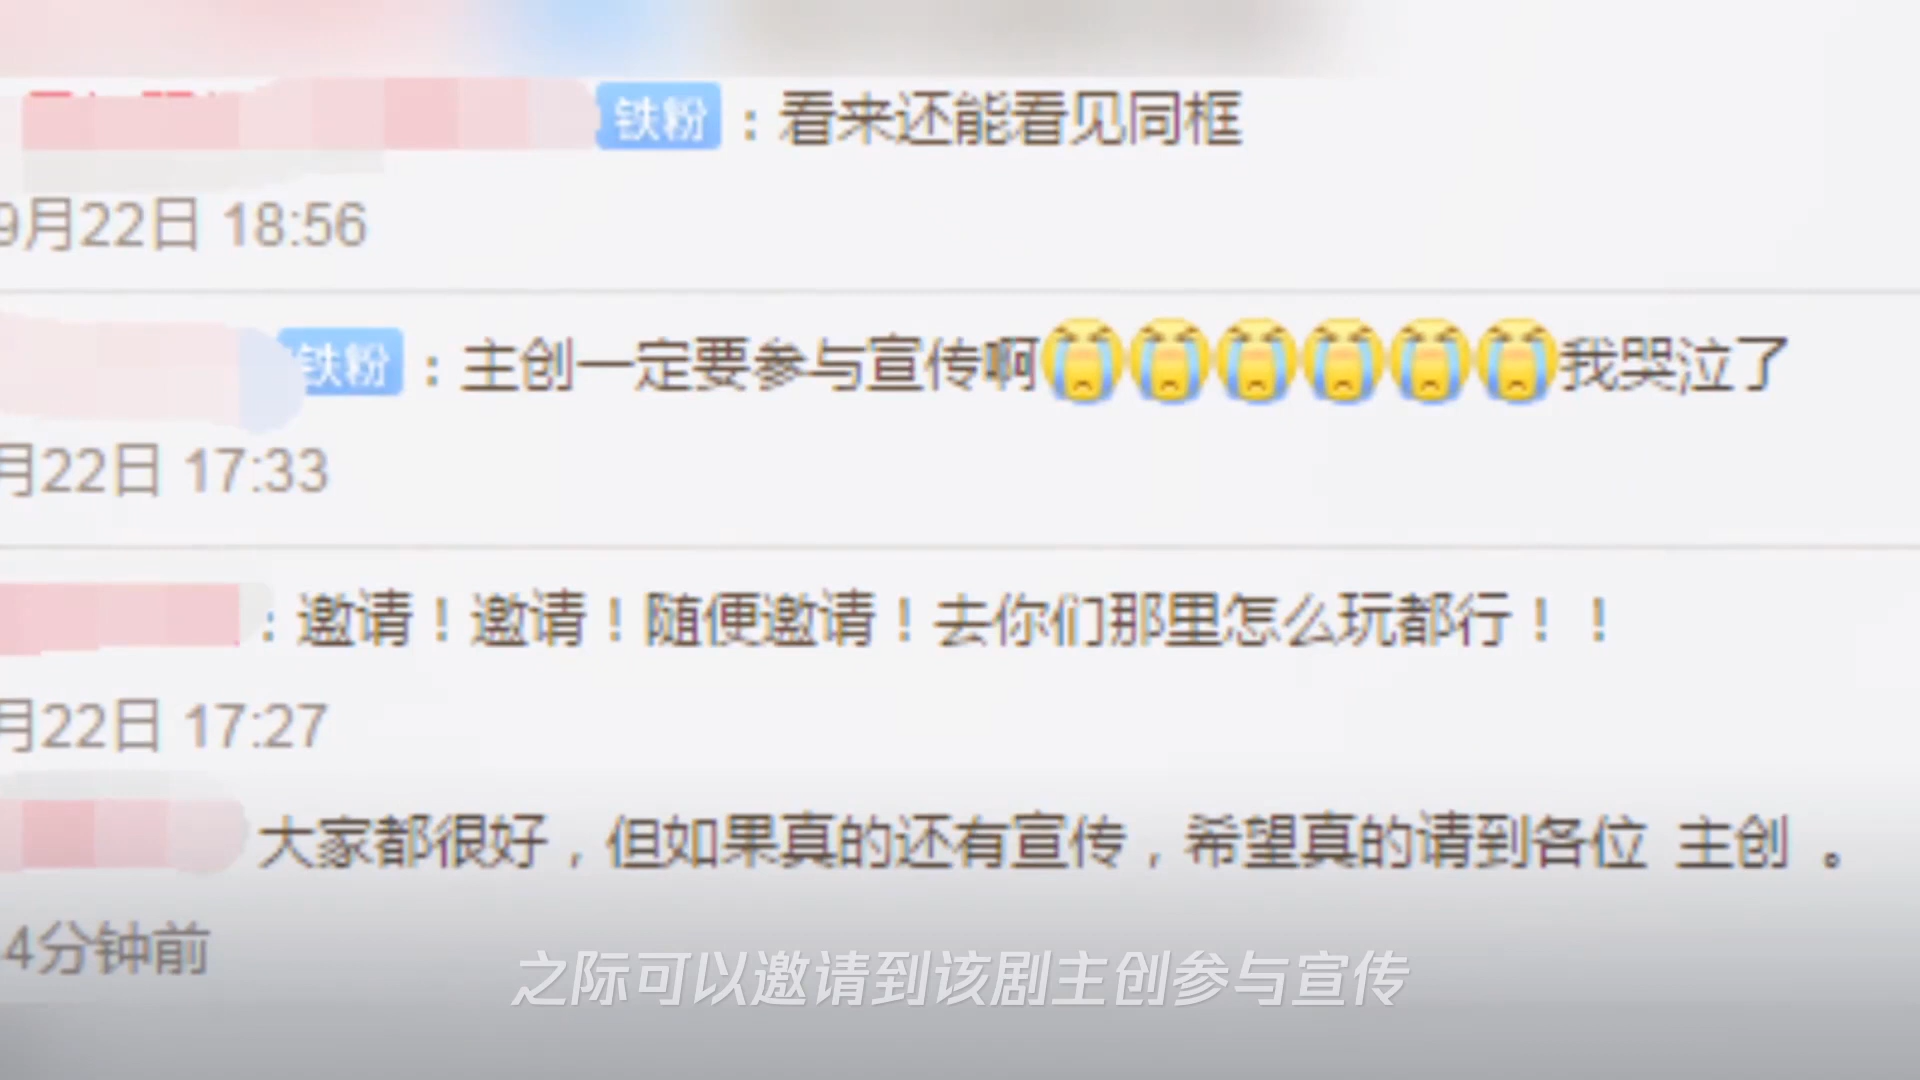 铁粉：看来还能看见同框
9月22日 18:56
铁粉：主创一定要参与宣传啊😭😭😭😭😭😭我哭泣了
月22日 17:33
：邀请！邀请！随便邀请！去你们那里怎么玩都行！！
月22日 17:27
大家都很好，但如果真的还有宣传，希望真的请到各位 主创 。
4分钟前
之际可以邀请到该剧主创参与宣传